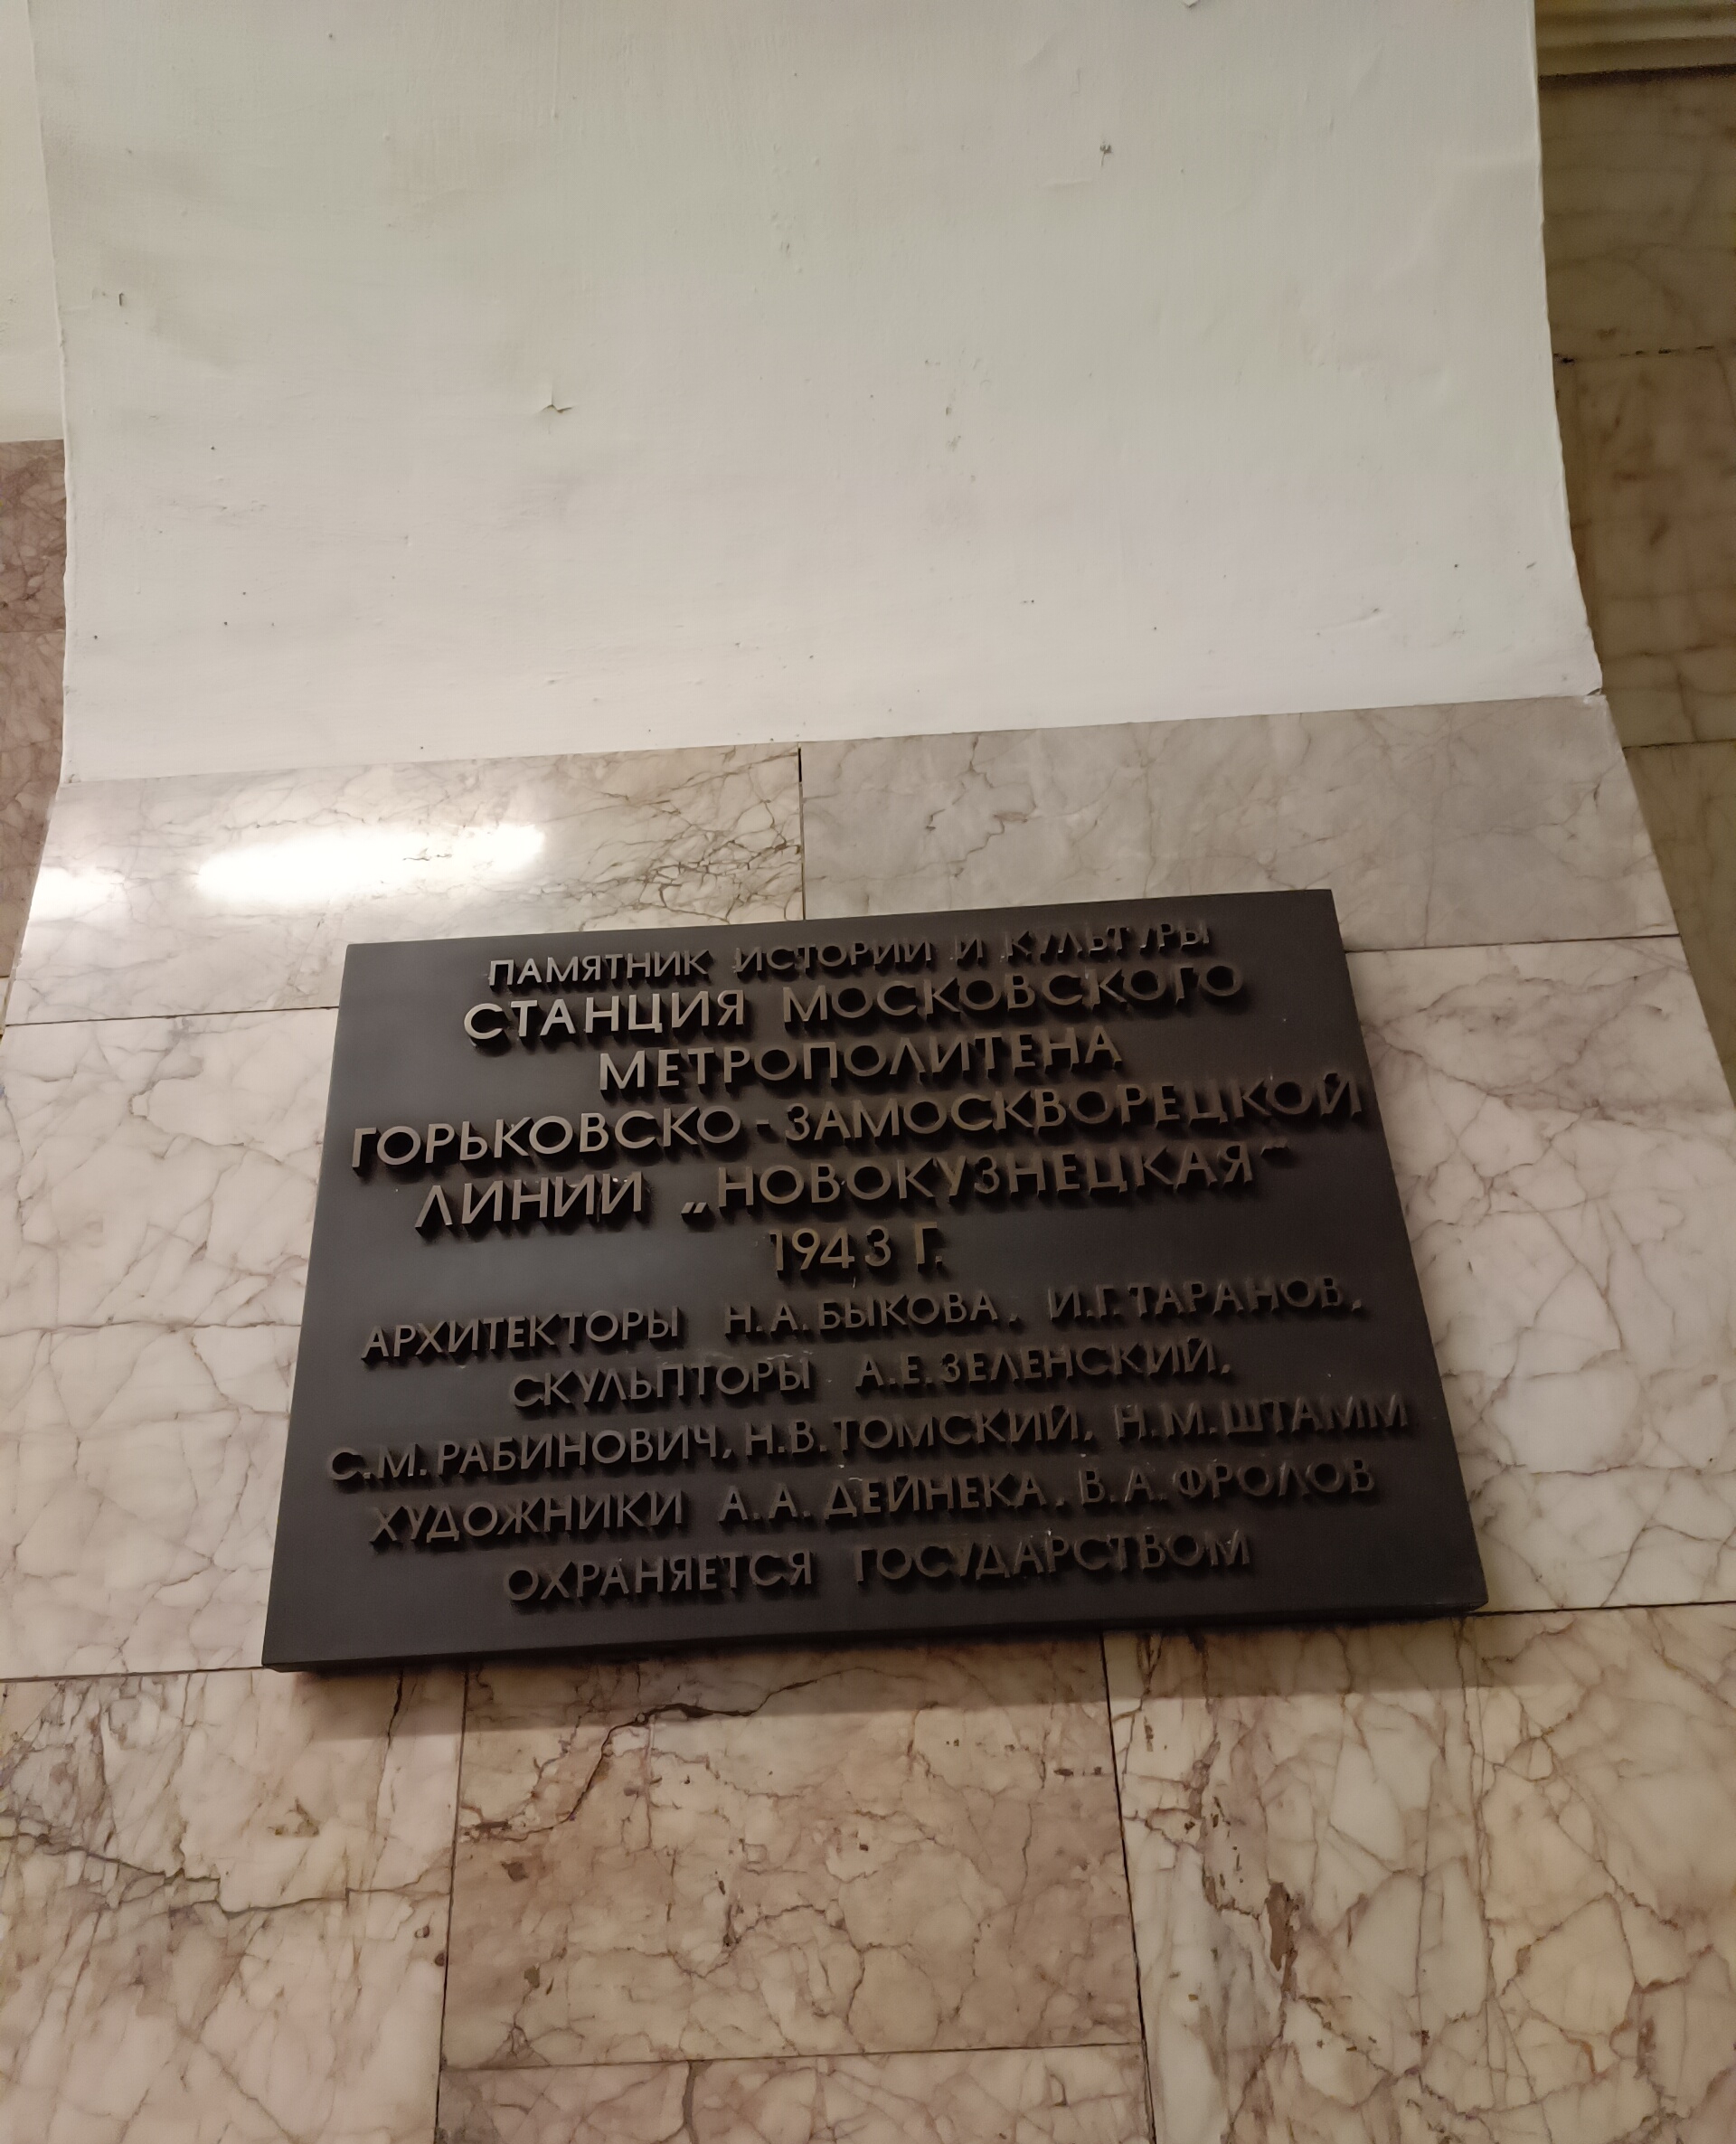 ПАМЯТНИК ИСТОРИИ И КУЛЬТУРЫ
СТАНЦИЯ МОСКОВСКОГО
МЕТРОПОЛИТЕНА
ГОРЬКОВСКО-ЗАМОСКВОРЕЦКОЙ
ЛИНИИ „НОВОКУЗНЕЦКАЯ“
1943 Г.
АРХИТЕКТОРЫ Н.А.БЫКОВА, И.Г.ТАРАНОВ,
СКУЛЬПТОРЫ А.Е.ЗЕЛЕНСКИЙ,
С.М.РАБИНОВИЧ, Н.В.ТОМСКИЙ, Н.М.ШТАММ
ХУДОЖНИКИ А.А.ДЕЙНЕКА, В.А.ФРОЛОВ
ОХРАНЯЕТСЯ ГОСУДАРСТВОМ